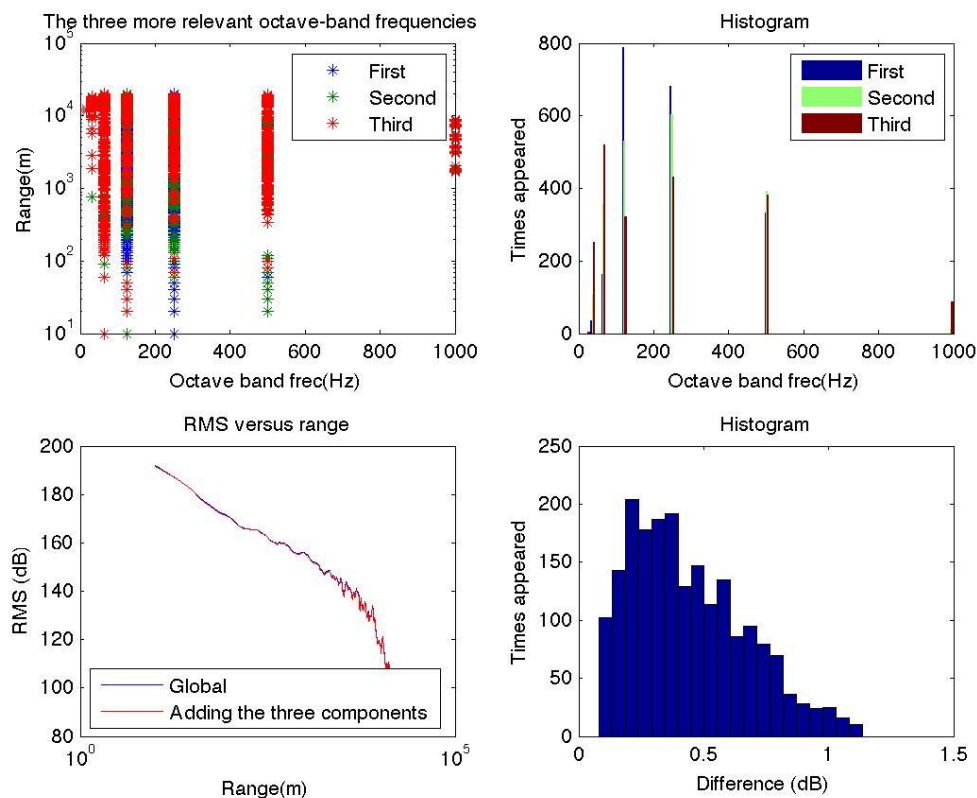 The three more relevant octave-band frequencies
10^5
10^4
10^3
10^2
10^1
Range(m)
First
Second
Third
0
200
400
600
800
1000
Octave band frec(Hz)
Histogram
800
600
400
200
0
Times appeared
First
Second
Third
0
200
400
600
800
1000
Octave band frec(Hz)
RMS versus range
200
180
160
140
120
100
80
RMS (dB)
Global
Adding the three components
10^0
10^5
Range(m)
Histogram
250
200
150
100
50
0
Times appeared
0
0.5
1
1.5
Difference (dB)